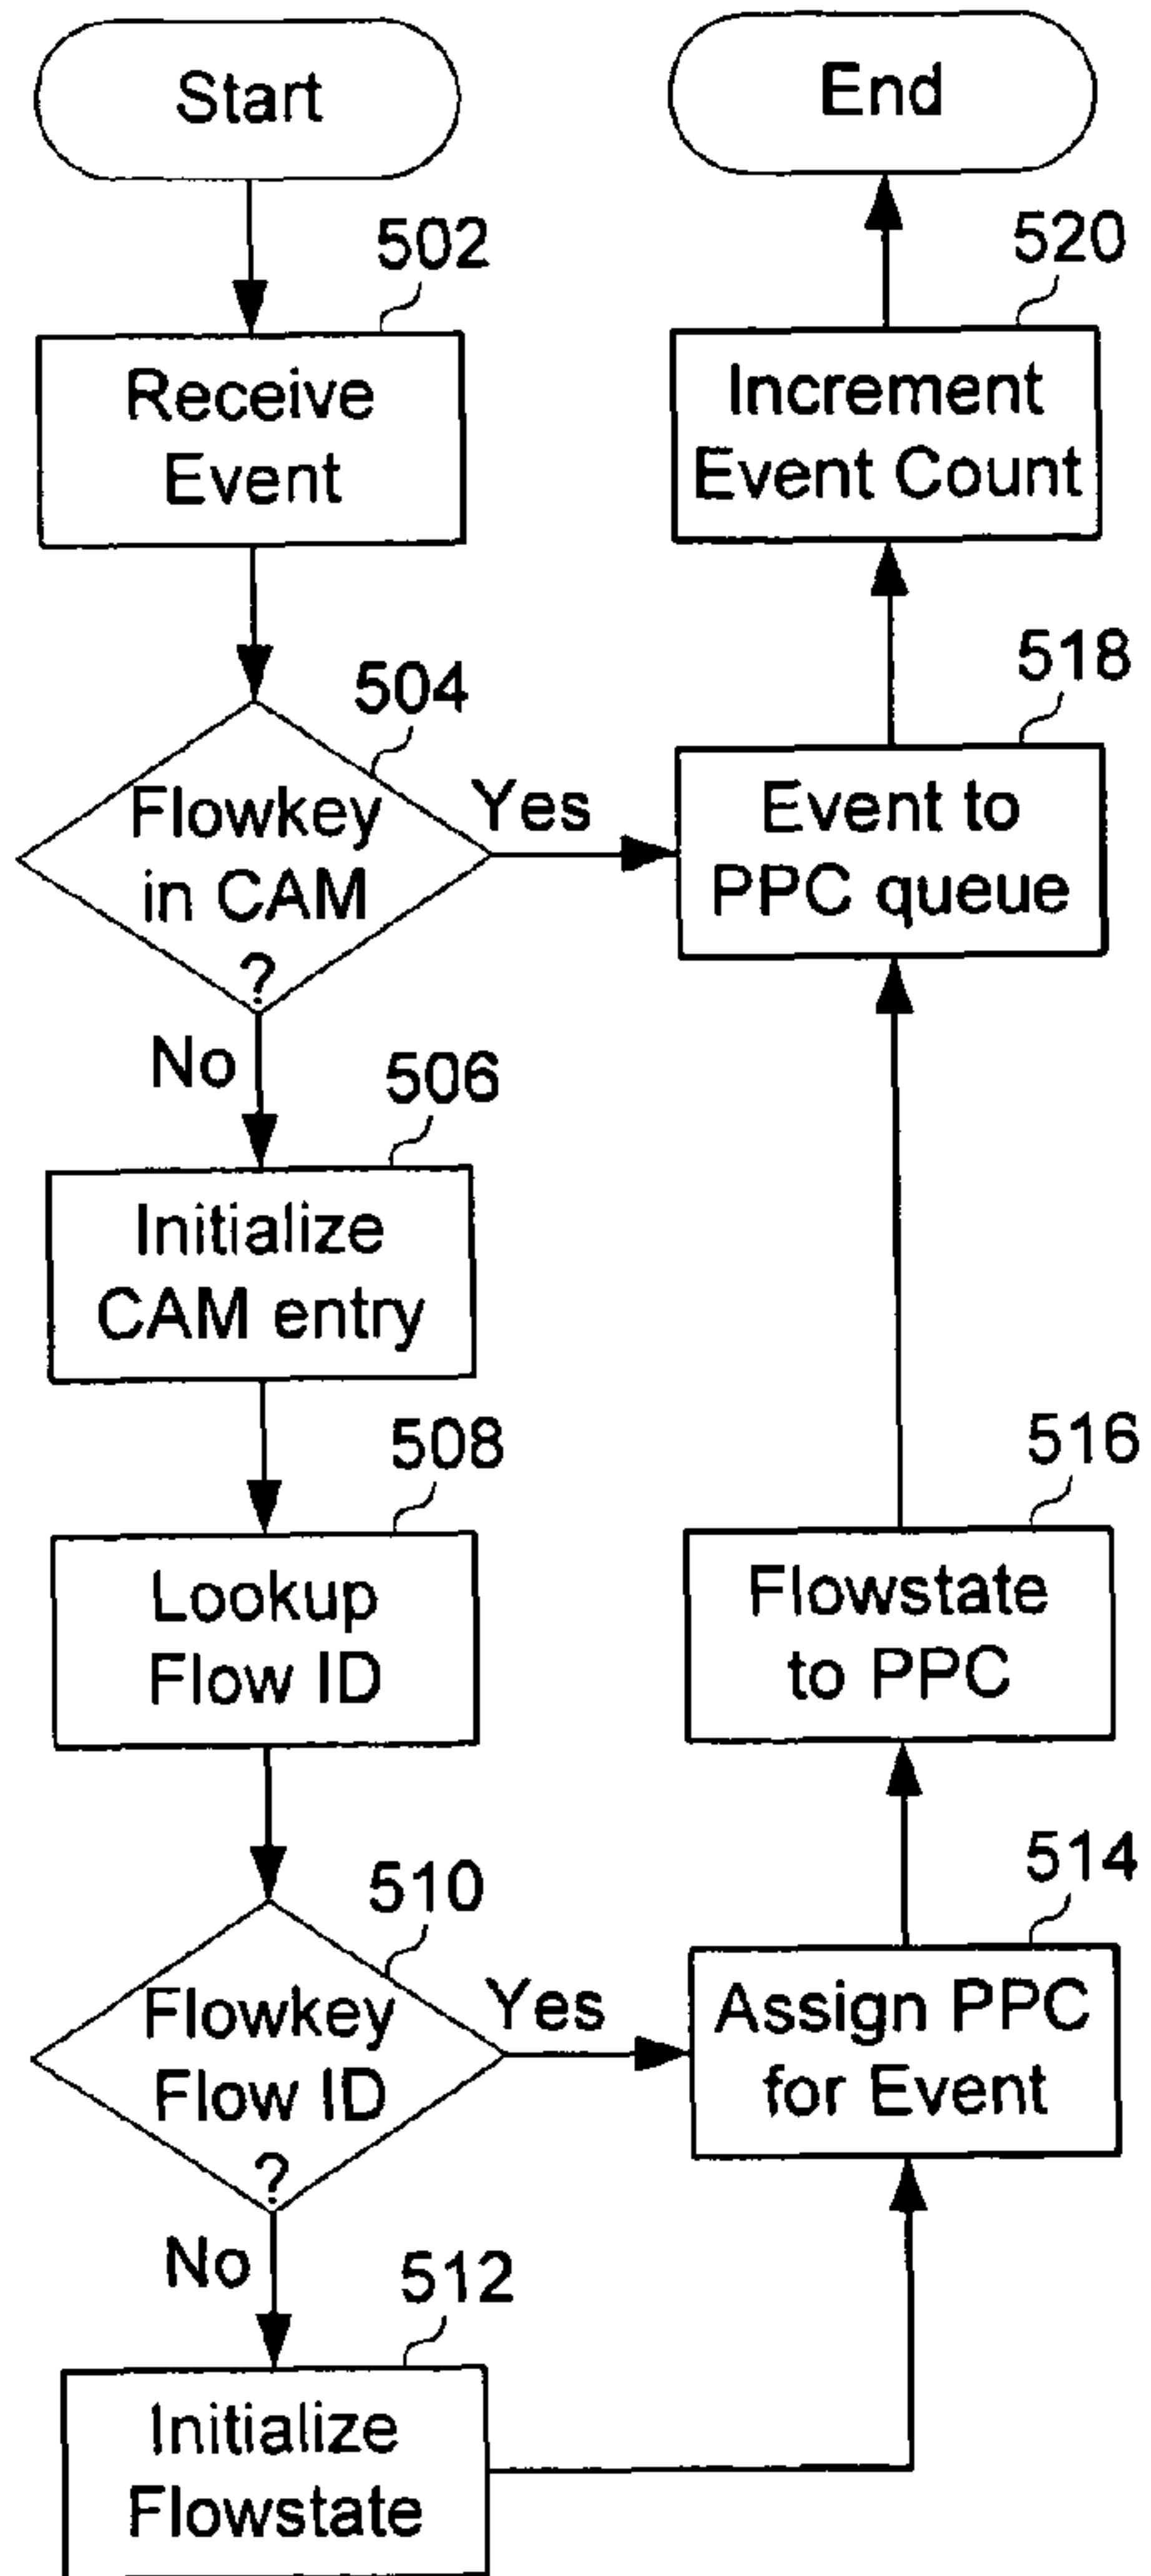 Start
502
Receive
Event
504
Flowkey
in CAM
?
Yes
No
506
Initialize
CAM entry
508
Lookup
Flow ID
510
Flowkey
Flow ID
?
Yes
No
512
Initialize
Flowstate
514
Assign PPC
for Event
516
Flowstate
to PPC
518
Event to
PPC queue
520
Increment
Event Count
End